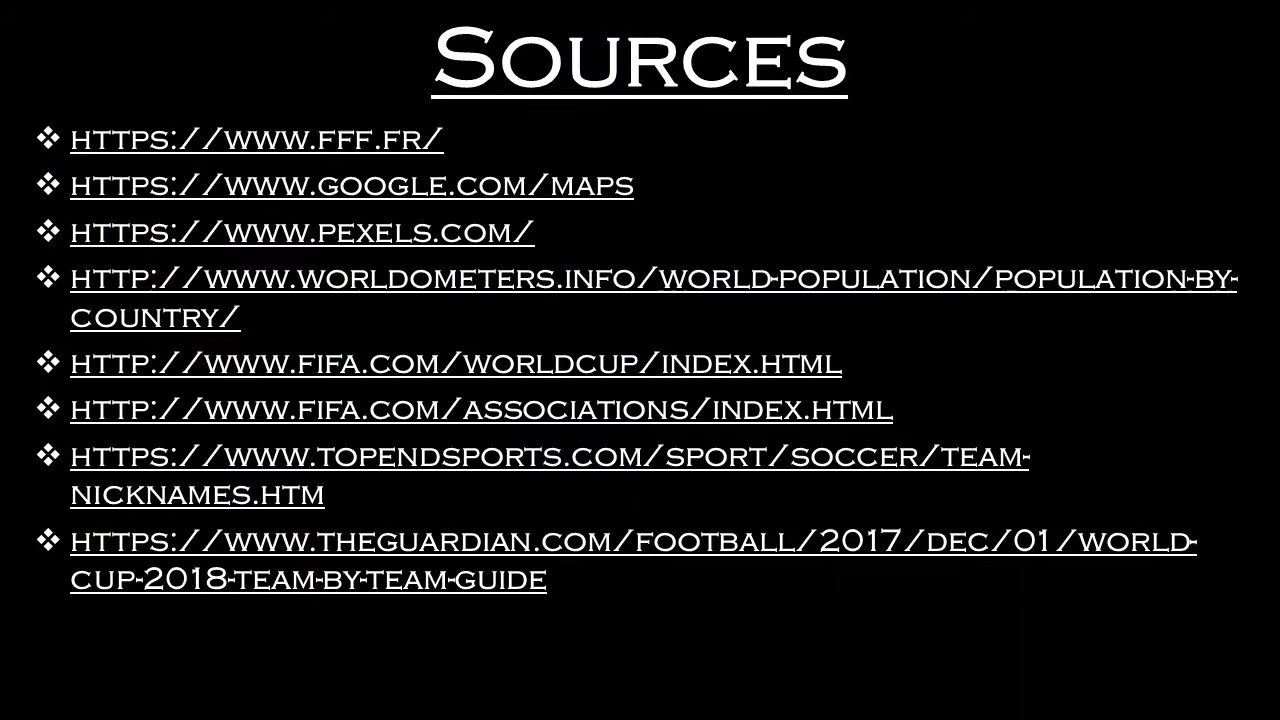 Sources
❖ https://www.fff.fr/
❖ https://www.google.com/maps
❖ https://www.pexels.com/
❖ http://www.worldometers.info/world-population/population-by-
country/
❖ http://www.fifa.com/worldcup/index.html
❖ http://www.fifa.com/associations/index.html
❖ https://www.topendsports.com/sport/soccer/team-
nicknames.htm
❖ https://www.theguardian.com/football/2017/dec/01/world-
cup-2018-team-by-team-guide